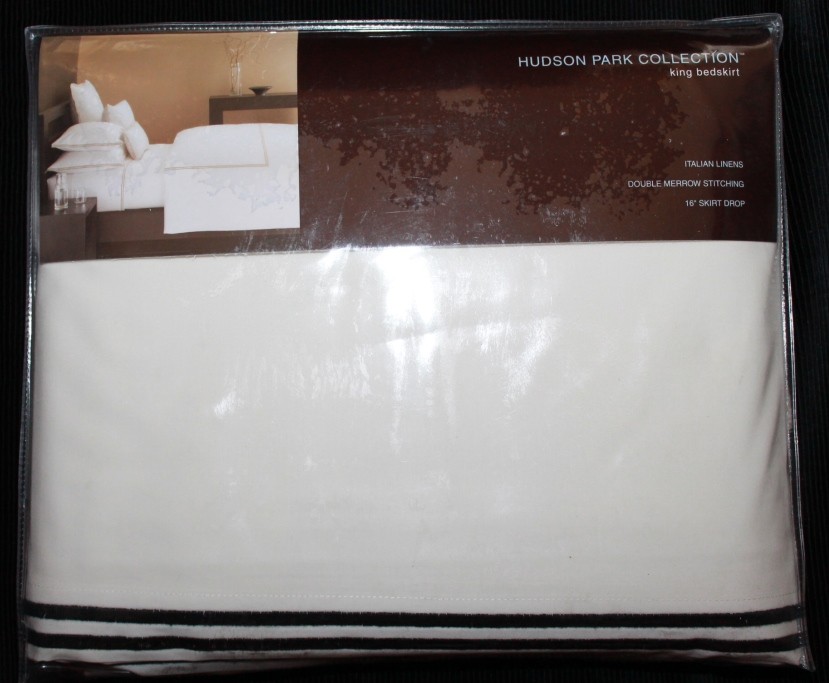 HUDSON PARK COLLECTION™
king bedskirt
ITALIAN LINENS
DOUBLE MERROW STITCHING
16" SKIRT DROP